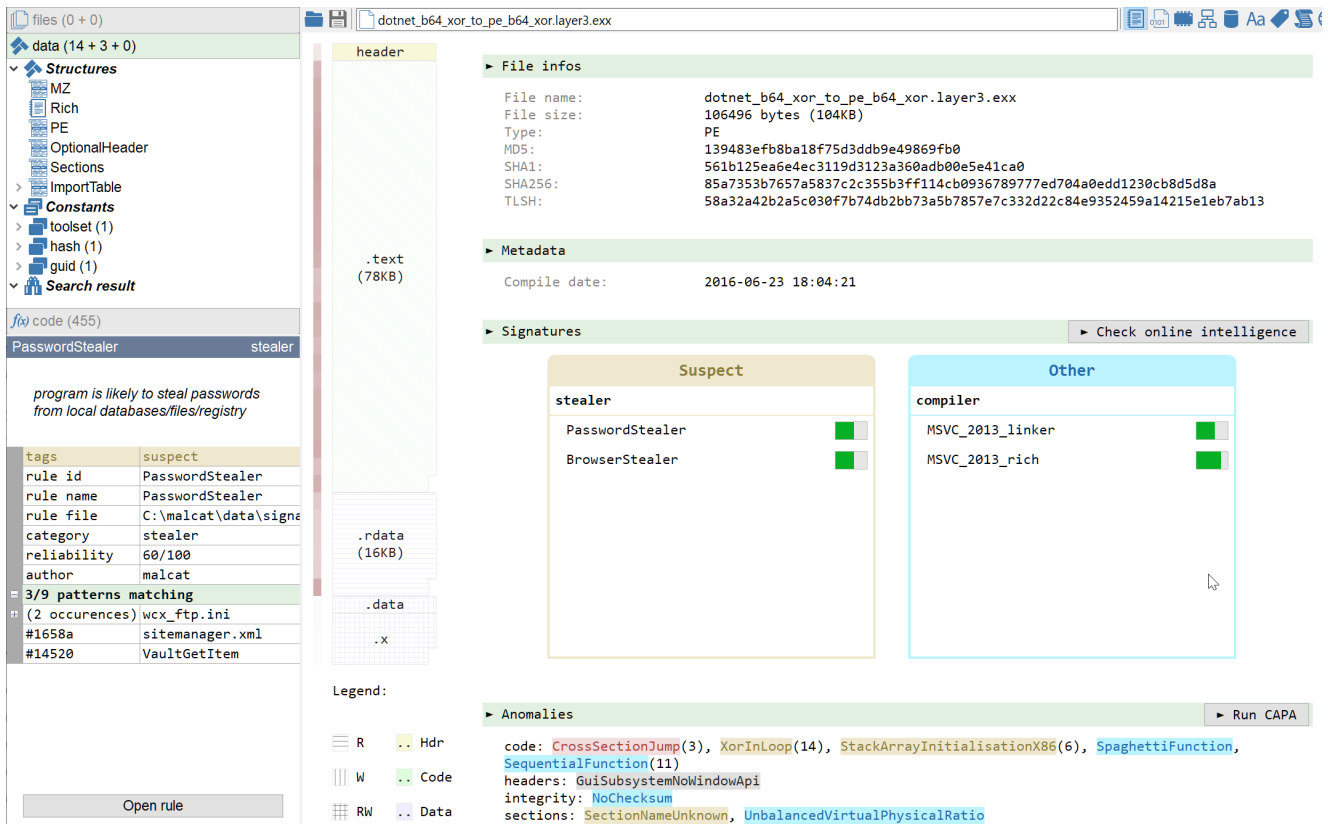 files (0 + 0)
data (14 + 3 + 0)
Structures
MZ
Rich
PE
OptionalHeader
Sections
ImportTable
Constants
toolset (1)
hash (1)
guid (1)
Search result
f(x) code (455)
PasswordStealer stealer
program is likely to steal passwords
from local databases/files/registry
tags suspect
rule id PasswordStealer
rule name PasswordStealer
rule file C:\malcat\data\signa
category stealer
reliability 60/100
author malcat
3/9 patterns matching
(2 occurences) wcx_ftp.ini
#1658a sitemanager.xml
#14520 VaultGetItem
Open rule
dotnet_b64_xor_to_pe_b64_xor.layer3.exx
Aa
header
.text
(78KB)
.rdata
(16KB)
.data
.x
Legend:
R .. Hdr
W .. Code
RW .. Data
► File infos
File name: dotnet_b64_xor_to_pe_b64_xor.layer3.exx
File size: 106496 bytes (104KB)
Type: PE
MD5: 139483efb8ba18f75d3ddb9e49869fb0
SHA1: 561b125ea6e4ec3119d3123a360adb00e5e41ca0
SHA256: 85a7353b7657a5837c2c355b3ff114cb0936789777ed704a0edd1230cb8d5d8a
TLSH: 58a32a42b2a5c030f7b74db2bb73a5b7857e7c332d22c84e9352459a14215e1eb7ab13
► Metadata
Compile date: 2016-06-23 18:04:21
► Signatures ► Check online intelligence
Suspect
stealer
PasswordStealer
BrowserStealer
Other
compiler
MSVC_2013_linker
MSVC_2013_rich
► Anomalies ► Run CAPA
code: CrossSectionJump(3), XorInLoop(14), StackArrayInitialisationX86(6), SpaghettiFunction,
SequentialFunction(11)
headers: GuiSubsystemNoWindowApi
integrity: NoChecksum
sections: SectionNameUnknown, UnbalancedVirtualPhysicalRatio